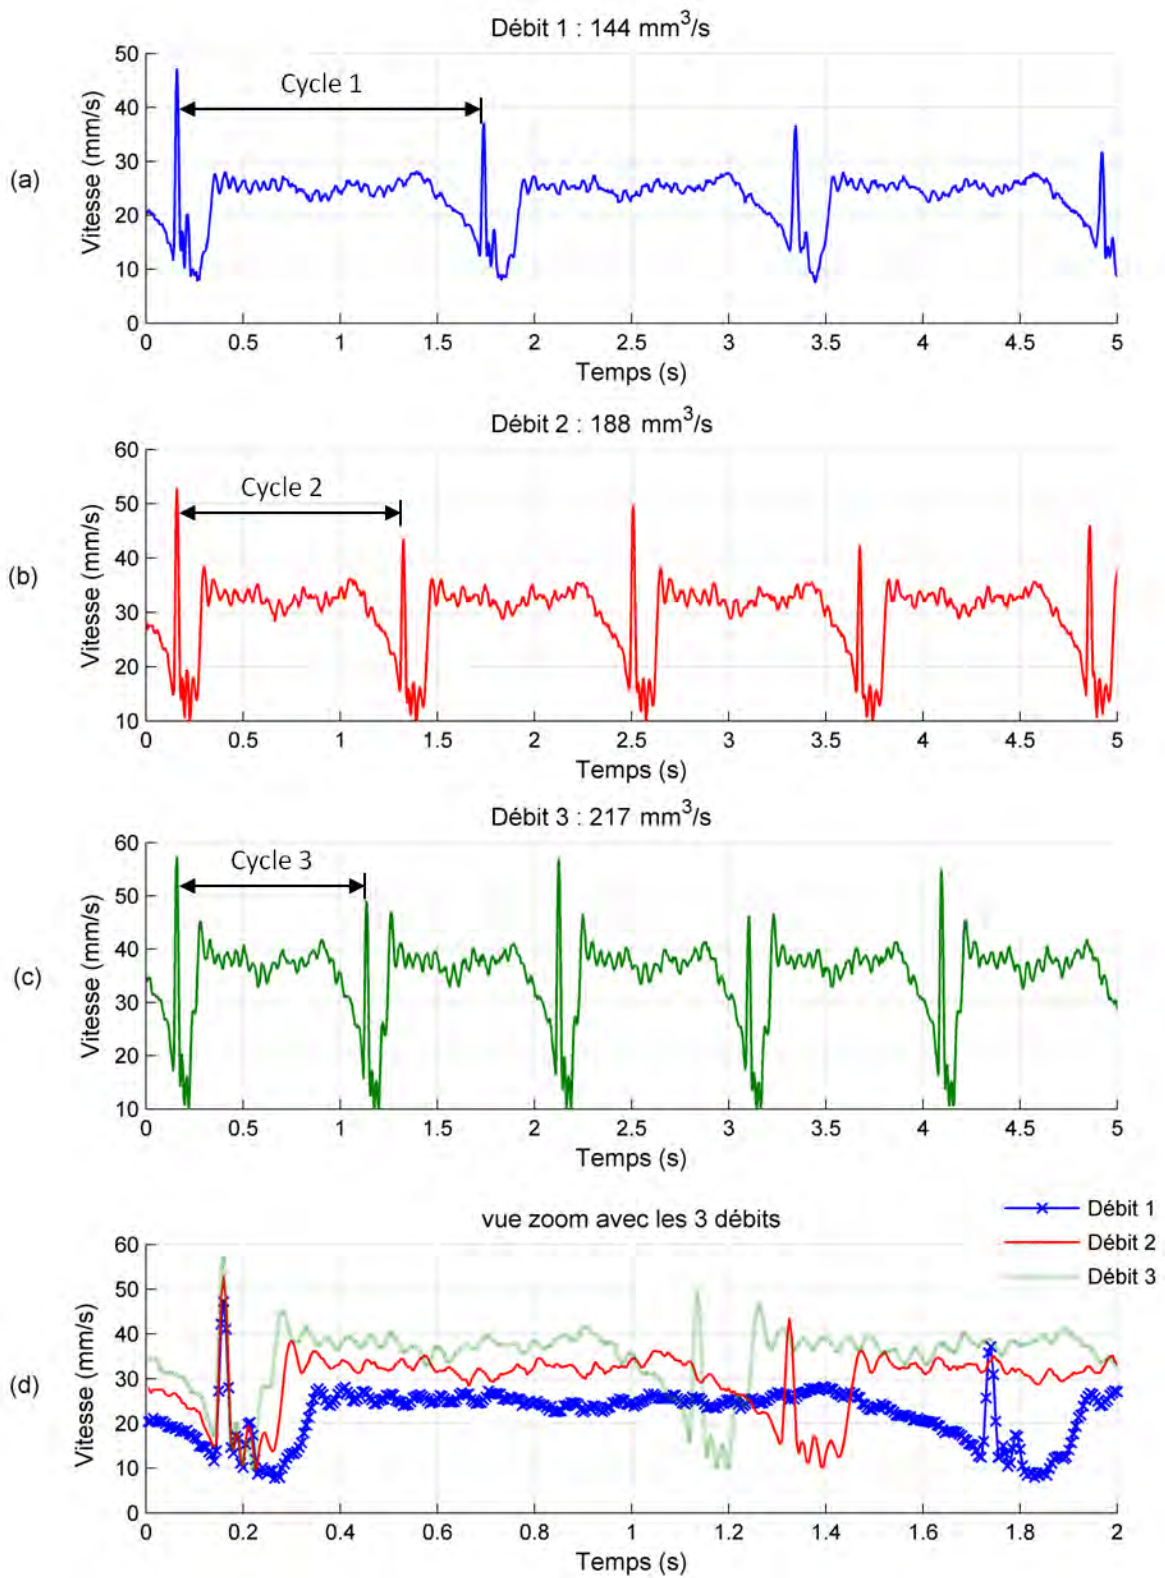 Débit 1 : 144 mm³/s
50
40
30
20
10
0
Vitesse (mm/s)
(a)
Cycle 1
0 0.5 1 1.5 2 2.5 3 3.5 4 4.5 5
Temps (s)
Débit 2 : 188 mm³/s
60
50
40
30
20
10
Vitesse (mm/s)
(b)
Cycle 2
0 0.5 1 1.5 2 2.5 3 3.5 4 4.5 5
Temps (s)
Débit 3 : 217 mm³/s
60
50
40
30
20
10
Vitesse (mm/s)
(c)
Cycle 3
0 0.5 1 1.5 2 2.5 3 3.5 4 4.5 5
Temps (s)
vue zoom avec les 3 débits
Débit 1
Débit 2
Débit 3
60
50
40
30
20
10
0
Vitesse (mm/s)
(d)
0 0.2 0.4 0.6 0.8 1 1.2 1.4 1.6 1.8 2
Temps (s)